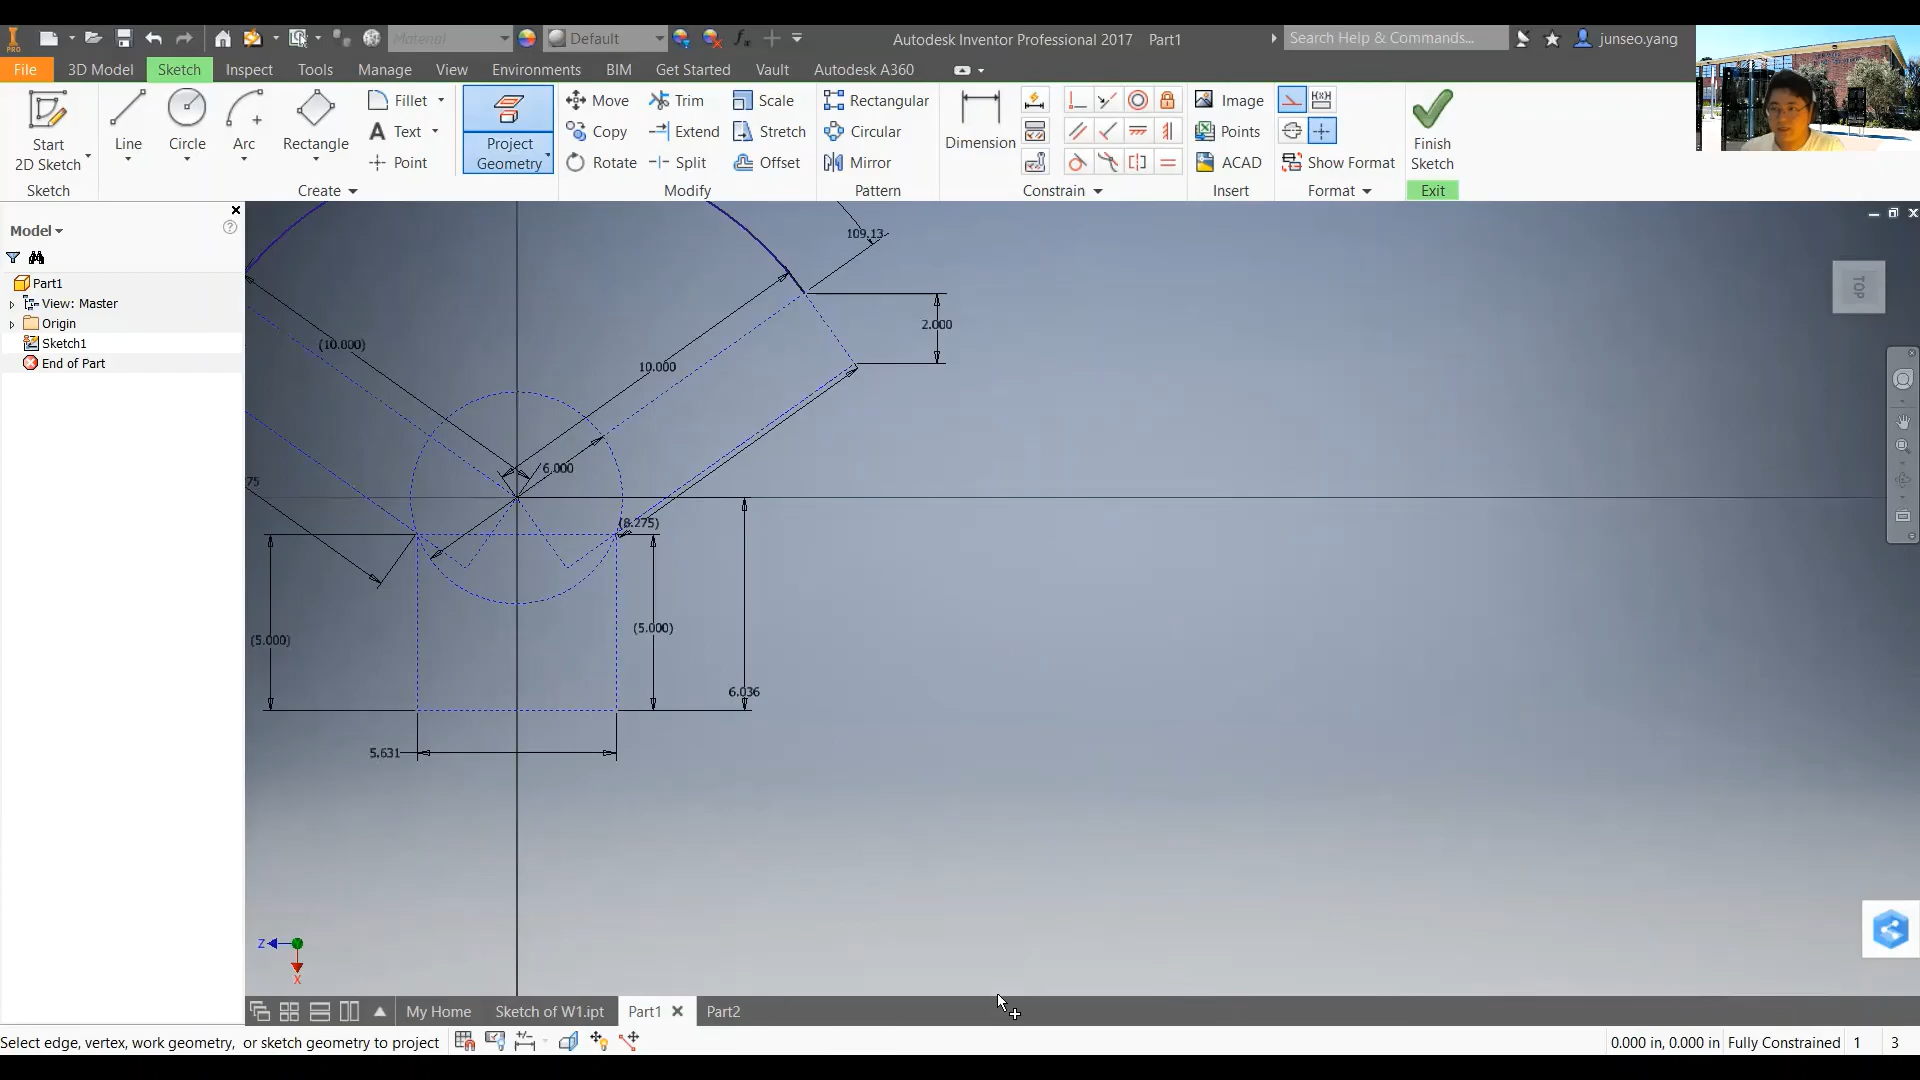 PRO
Material
Default
Autodesk Inventor Professional 2017 Part1
Search Help & Commands...
junseo.yang
File 3D Model Sketch Inspect Tools Manage View Environments BIM Get Started Vault Autodesk A360
Start
2D Sketch
Sketch
Line
Circle
Arc
Rectangle
Fillet
Text
Point
Create
Project
Geometry
Move
Copy
Rotate
Trim
Extend
Split
Scale
Stretch
Offset
Modify
Rectangular
Circular
Mirror
Pattern
Dimension
Constrain
Image
Points
ACAD
Insert
Show Format
Format
Finish
Sketch
Exit
Model
Part1
View: Master
Origin
Sketch1
End of Part
109.13
2.000
(10.000)
10.000
6.000
75
(8.275)
(5.000)
(5.000)
6.036
5.631
TOP
Z
X
My Home Sketch of W1.ipt Part1 Part2
Select edge, vertex, work geometry, or sketch geometry to project
0.000 in, 0.000 in Fully Constrained 1 3